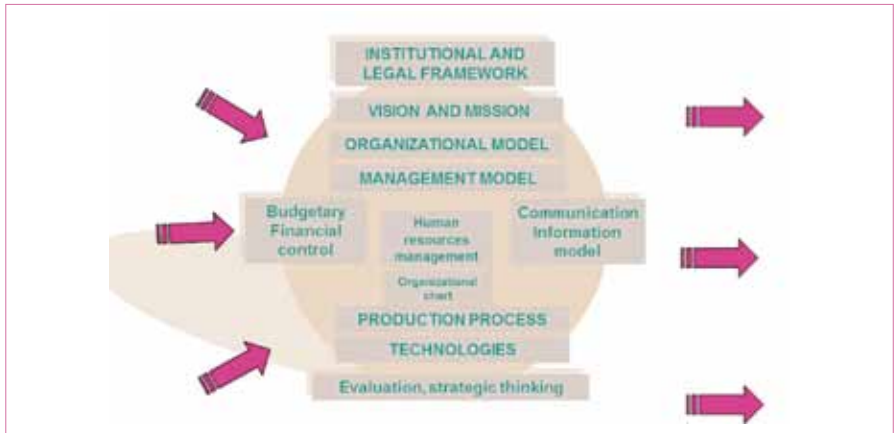 INSTITUTIONAL AND
LEGAL FRAMEWORK
VISION AND MISSION
ORGANIZATIONAL MODEL
MANAGEMENT MODEL
Budgetary
Financial
control
Human
resources
management
Organizational
chart
Communication
Information
model
PRODUCTION PROCESS
TECHNOLOGIES
Evaluation, strategic thinking